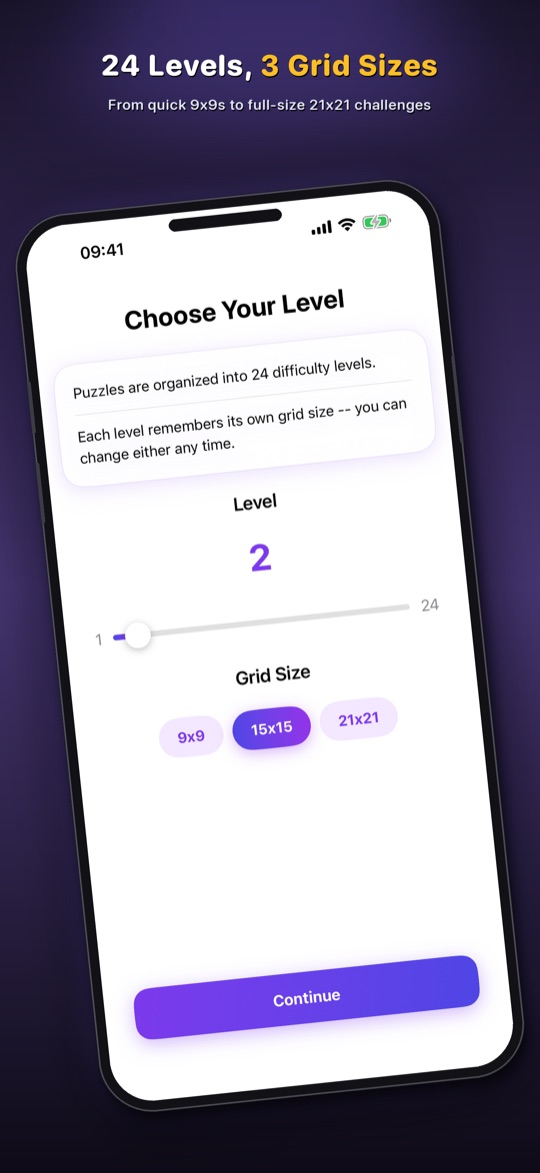 24 Levels, 3 Grid Sizes
From quick 9x9s to full-size 21x21 challenges
09:41
Choose Your Level
Puzzles are organized into 24 difficulty levels.
Each level remembers its own grid size -- you can
change either any time.
Level
2
1
24
Grid Size
9x9
15x15
21x21
Continue